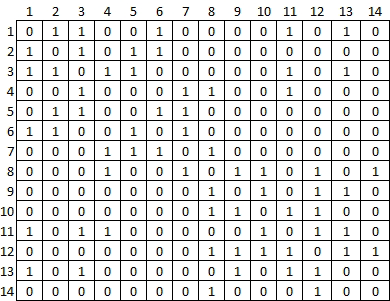 1 2 3 4 5 6 7 8 9 10 11 12 13 14
1 0 1 1 0 0 1 0 0 0 0 1 0 1 0
2 1 0 1 0 1 1 0 0 0 0 0 0 0 0
3 1 1 0 1 1 0 0 0 0 0 1 0 1 0
4 0 0 1 0 0 0 1 1 0 0 1 0 0 0
5 0 1 1 0 0 1 1 0 0 0 0 0 0 0
6 1 1 0 0 1 0 1 0 0 0 0 0 0 0
7 0 0 0 1 1 1 0 1 0 0 0 0 0 0
8 0 0 0 1 0 0 1 0 1 1 0 1 0 1
9 0 0 0 0 0 0 0 1 0 1 0 1 1 0
10 0 0 0 0 0 0 0 1 1 0 1 1 0 0
11 1 0 1 1 0 0 0 0 0 1 0 1 1 0
12 0 0 0 0 0 0 0 1 1 1 1 0 1 1
13 1 0 1 0 0 0 0 0 1 0 1 1 0 0
14 0 0 0 0 0 0 0 1 0 0 0 1 0 0